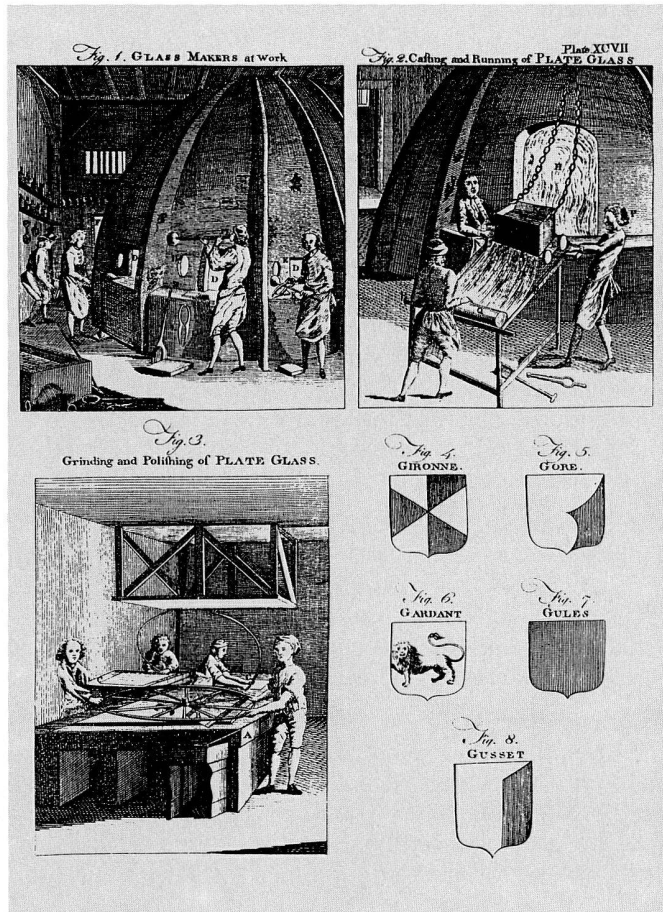 Plate XCVII
Fig. 1. GLASS MAKERS at Work
Fig. 2. Caſting and Running of PLATE GLASS
D
D
D
Fig. 3.
Grinding and Poliſhing of PLATE GLASS.
A
Fig. 4.
GIRONNE.
Fig. 5.
GORE.
Fig. 6.
GARDANT
Fig. 7.
GULES
Fig. 8.
GUSSET